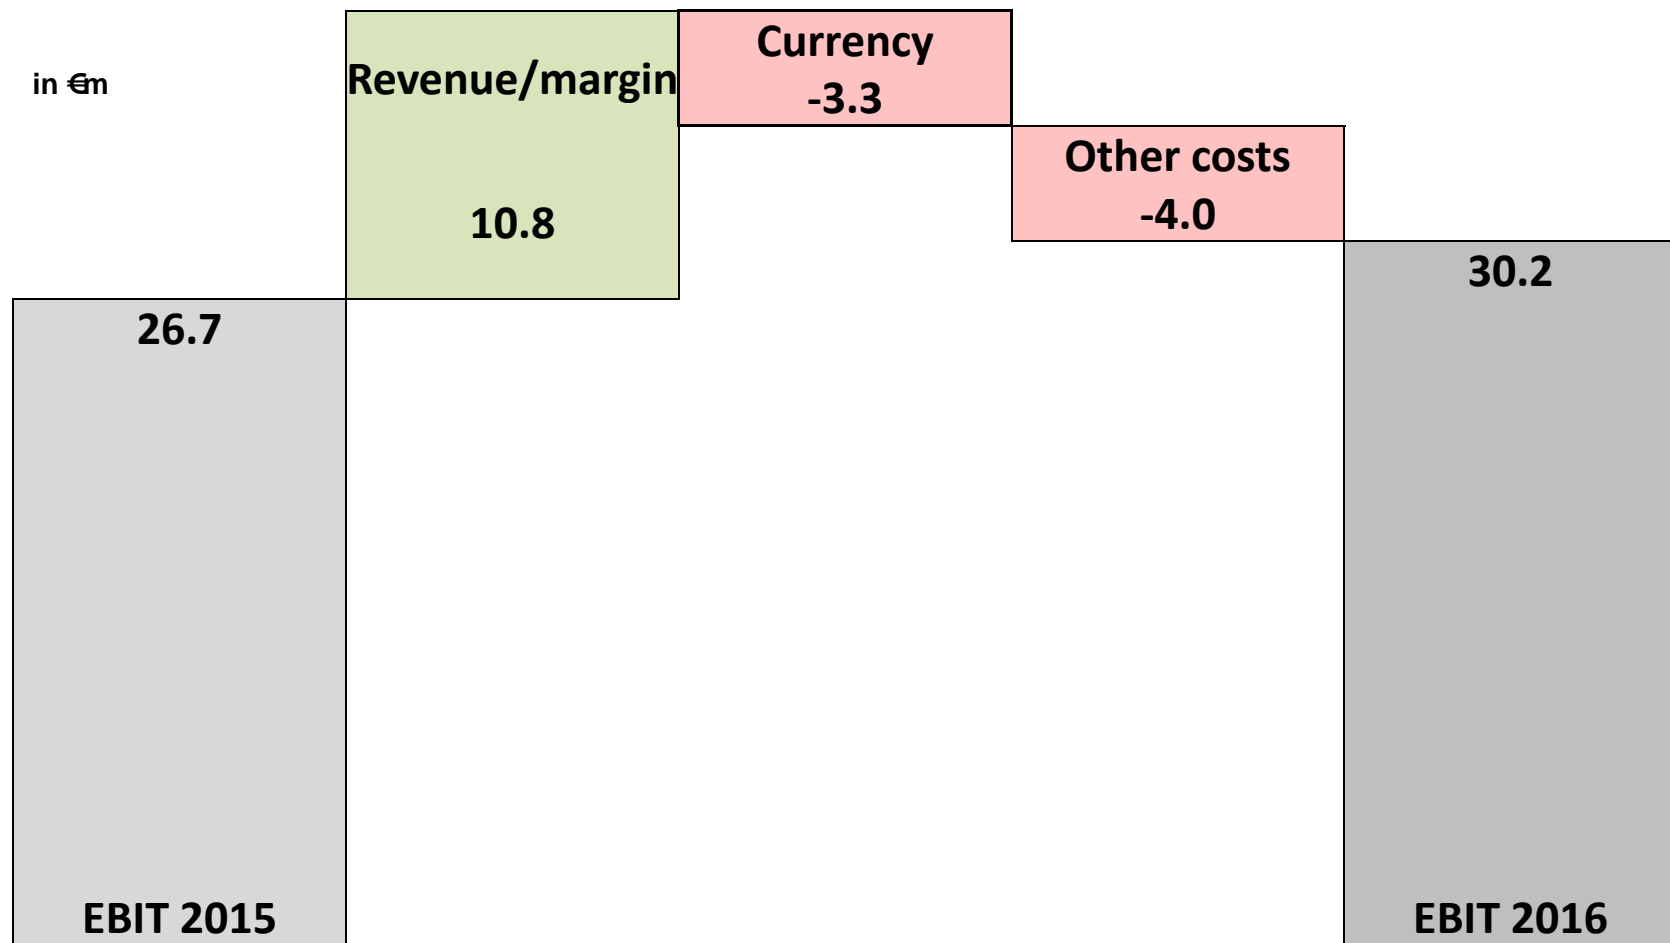 in €m
Revenue/margin
10.8
Currency
-3.3
Other costs
-4.0
26.7
30.2
EBIT 2015
EBIT 2016